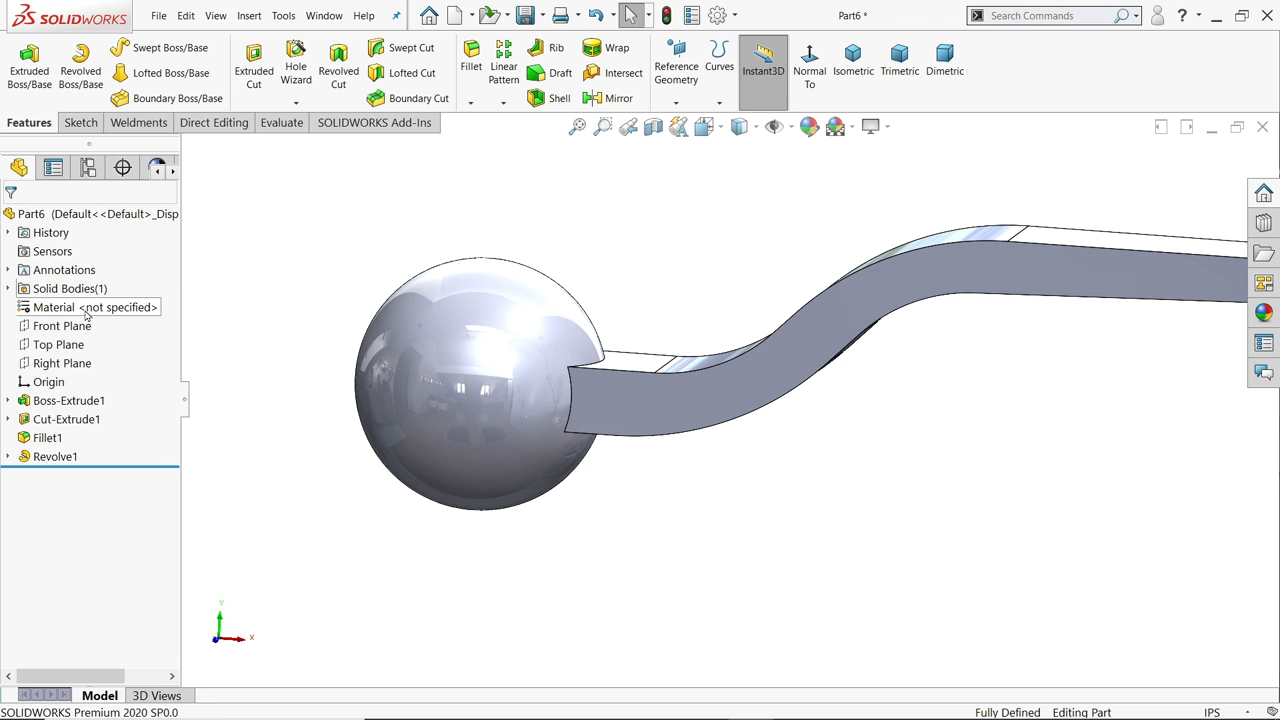 SOLIDWORKS
File
Edit
View
Insert
Tools
Window
Help
Part6 *
Search Commands
?
Extruded Boss/Base
Revolved Boss/Base
Swept Boss/Base
Lofted Boss/Base
Boundary Boss/Base
Extruded Cut
Hole Wizard
Revolved Cut
Swept Cut
Lofted Cut
Boundary Cut
Fillet
Linear Pattern
Rib
Draft
Shell
Wrap
Intersect
Mirror
Reference Geometry
Curves
Instant3D
Normal To
Isometric
Trimetric
Dimetric
Features
Sketch
Weldments
Direct Editing
Evaluate
SOLIDWORKS Add-Ins
Part6 (Default<<Default>_Disp
History
Sensors
Annotations
Solid Bodies(1)
Material <not specified>
Front Plane
Top Plane
Right Plane
Origin
Boss-Extrude1
Cut-Extrude1
Fillet1
Revolve1
Y
X
Model
3D Views
SOLIDWORKS Premium 2020 SP0.0
Fully Defined
Editing Part
IPS